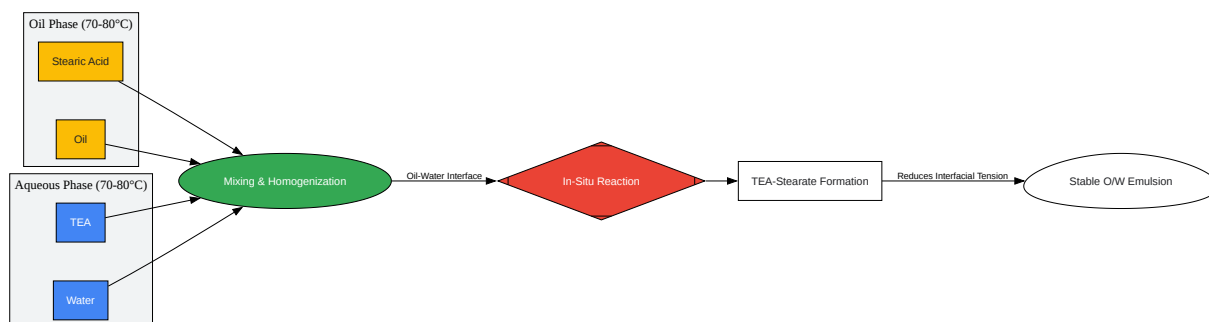 Oil Phase (70-80°C)
Stearic Acid
Oil
Aqueous Phase (70-80°C)
TEA
Water
Mixing & Homogenization
Oil-Water Interface
In-Situ Reaction
TEA-Stearate Formation
Reduces Interfacial Tension
Stable O/W Emulsion